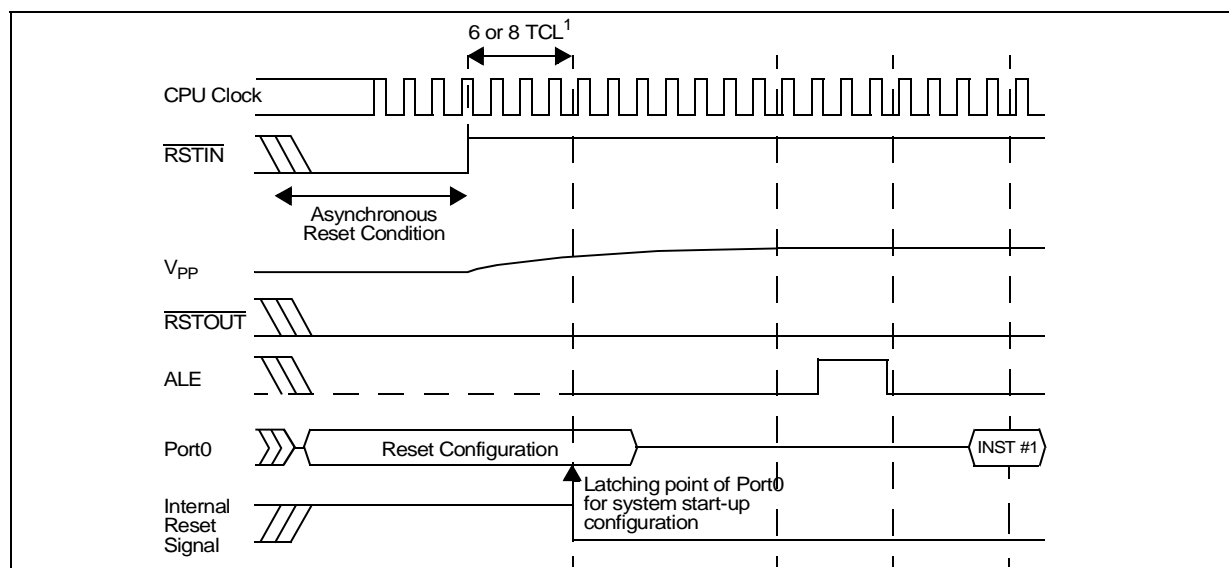 6 or 8 TCL1
CPU Clock
RSTIN
Asynchronous
Reset Condition
VPP
RSTOUT
ALE
Port0
Reset Configuration
INST #1
Latching point of Port0
for system start-up
configuration
Internal
Reset
Signal